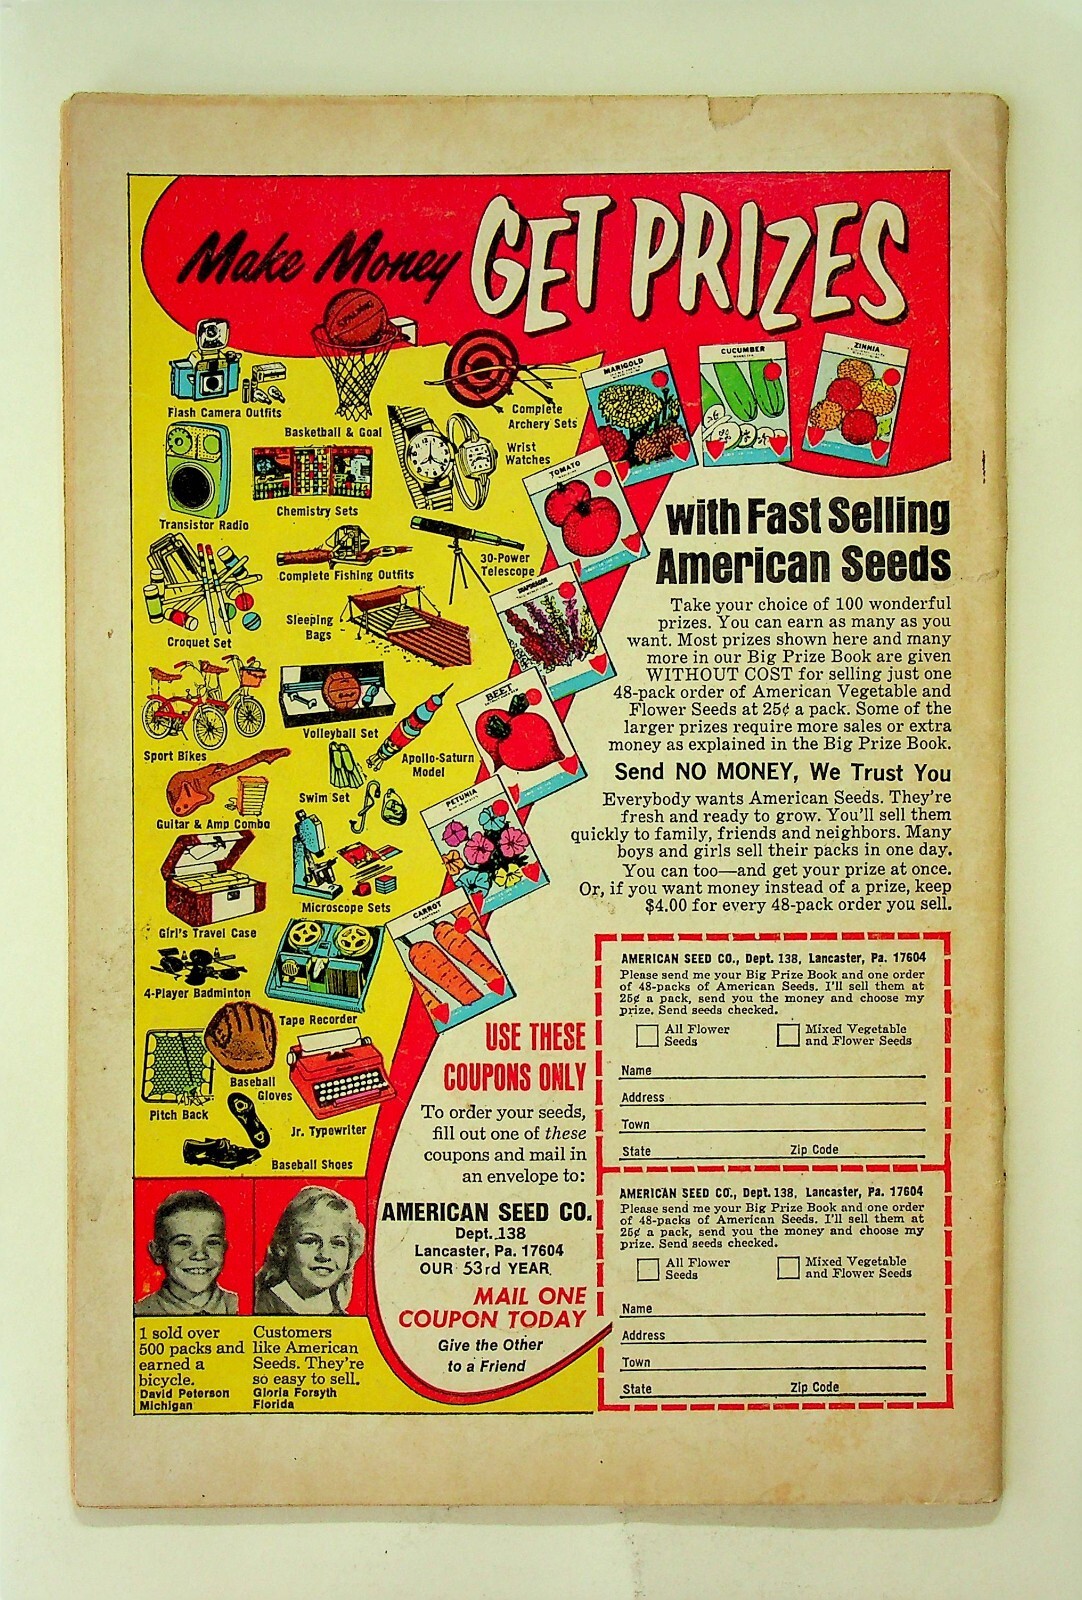 Make Money GET PRIZES
SPALDING
Flash Camera Outfits
Basketball & Goal
Complete
Archery Sets
Wrist
Watches
Transistor Radio
Chemistry Sets
Complete Fishing Outfits
30-Power
Telescope
Croquet Set
Sleeping
Bags
Volleyball Set
Sport Bikes
Apollo-Saturn
Model
Swim Set
Guitar & Amp Combo
Microscope Sets
Girl's Travel Case
4-Player Badminton
Tape Recorder
Baseball
Gloves
Pitch Back
Jr. Typewriter
Baseball Shoes
MARIGOLD
CUCUMBER
ZINNIA
TOMATO
SNAPDRAGON
BEET
PETUNIA
CARROT
with Fast Selling
American Seeds
Take your choice of 100 wonderful
prizes. You can earn as many as you
want. Most prizes shown here and many
more in our Big Prize Book are given
WITHOUT COST for selling just one
48-pack order of American Vegetable and
Flower Seeds at 25¢ a pack. Some of the
larger prizes require more sales or extra
money as explained in the Big Prize Book.
Send NO MONEY, We Trust You
Everybody wants American Seeds. They're
fresh and ready to grow. You'll sell them
quickly to family, friends and neighbors. Many
boys and girls sell their packs in one day.
You can too—and get your prize at once.
Or, if you want money instead of a prize, keep
$4.00 for every 48-pack order you sell.
USE THESE
COUPONS ONLY
To order your seeds,
fill out one of these
coupons and mail in
an envelope to:
AMERICAN SEED CO.
Dept. 138
Lancaster, Pa. 17604
OUR 53rd YEAR
MAIL ONE
COUPON TODAY
Give the Other
to a Friend
AMERICAN SEED CO., Dept. 138, Lancaster, Pa. 17604
Please send me your Big Prize Book and one order
of 48-packs of American Seeds. I'll sell them at
25¢ a pack, send you the money and choose my
prize. Send seeds checked.
All Flower
Seeds
Mixed Vegetable
and Flower Seeds
Name
Address
Town
State Zip Code
AMERICAN SEED CO., Dept. 138, Lancaster, Pa. 17604
Please send me your Big Prize Book and one order
of 48-packs of American Seeds. I'll sell them at
25¢ a pack, send you the money and choose my
prize. Send seeds checked.
All Flower
Seeds
Mixed Vegetable
and Flower Seeds
Name
Address
Town
State Zip Code
I sold over
500 packs and
earned a
bicycle.
David Peterson
Michigan
Customers
like American
Seeds. They're
so easy to sell.
Gloria Forsyth
Florida